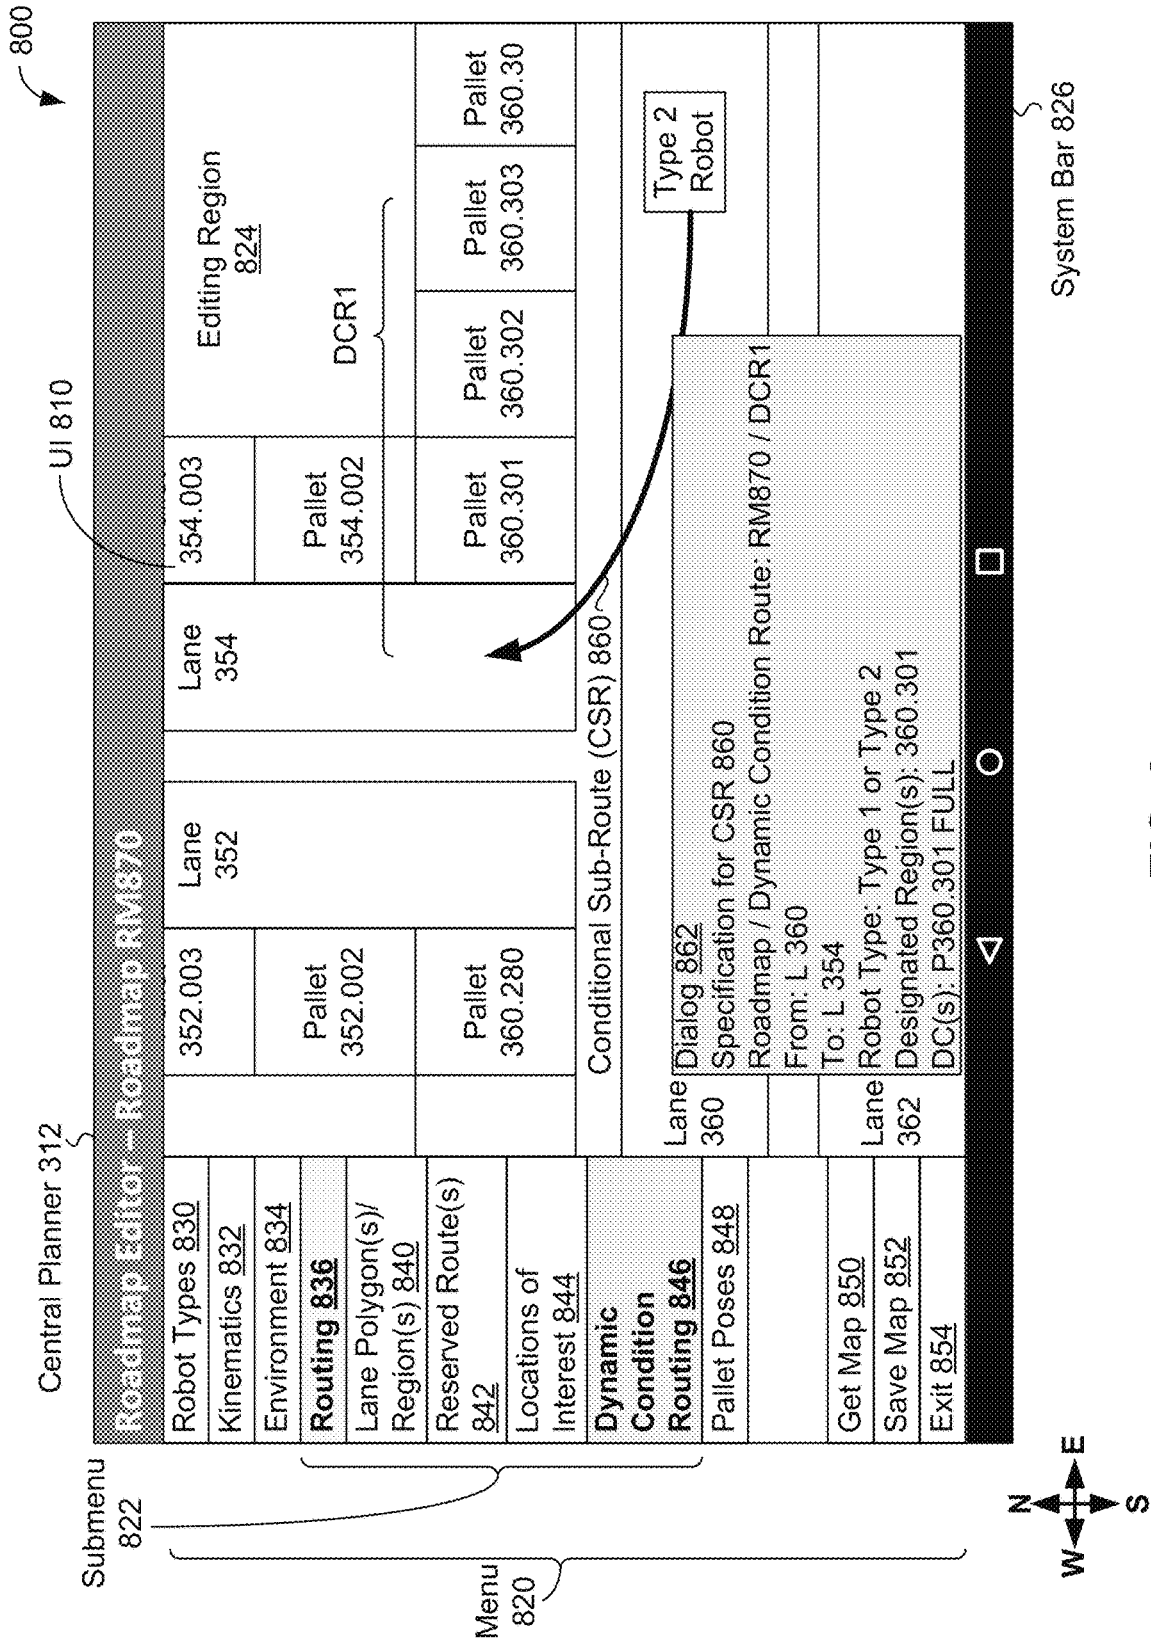 800
Central Planner 312
UI 810
Roadmap Editor – Roadmap RM870
Submenu
822
Menu
820
Robot Types 830
Kinematics 832
Environment 834
Routing 836
Lane Polygon(s)/
Region(s) 840
Reserved Route(s)
842
Locations of
Interest 844
Dynamic
Condition
Routing 846
Pallet Poses 848
Get Map 850
Save Map 852
Exit 854
352.003
Pallet
352.002
Pallet
360.280
Lane
352
Lane
354
354.003
Pallet
354.002
Editing Region
824
DCR1
Pallet
360.301
Pallet
360.302
Pallet
360.303
Pallet
360.30
Conditional Sub-Route (CSR) 860
Type 2
Robot
Lane
360
Lane
362
Dialog 862
Specification for CSR 860
Roadmap / Dynamic Condition Route: RM870 / DCR1
From: L 360
To: L 354
Robot Type: Type 1 or Type 2
Designated Region(s): 360.301
DC(s): P360.301 FULL
System Bar 826
N
W E
S